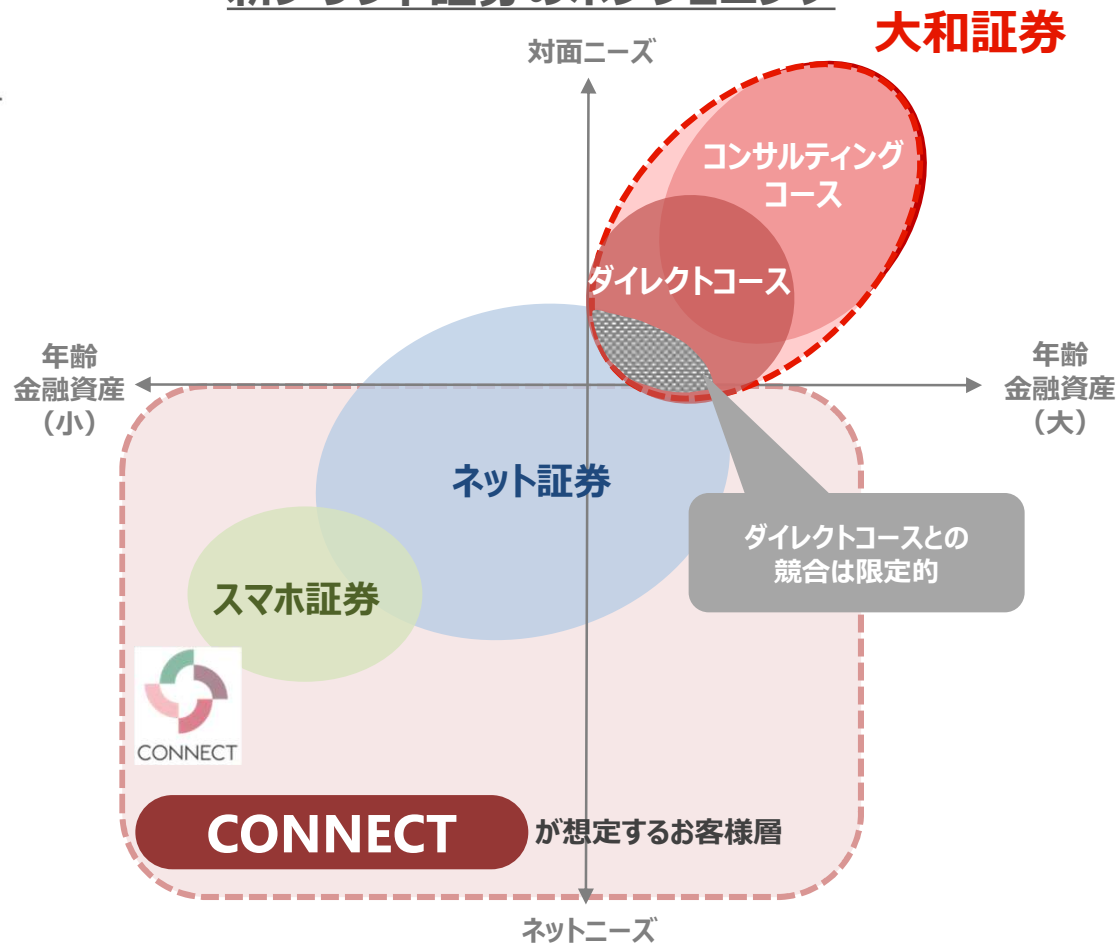 大和証券
対面ニーズ
コンサルティング
コース
ダイレクトコース
年齢
金融資産
（小）
年齢
金融資産
（大）
ネット証券
ダイレクトコースとの
競合は限定的
スマホ証券
CONNECT
CONNECT が想定するお客様層
ネットニーズ